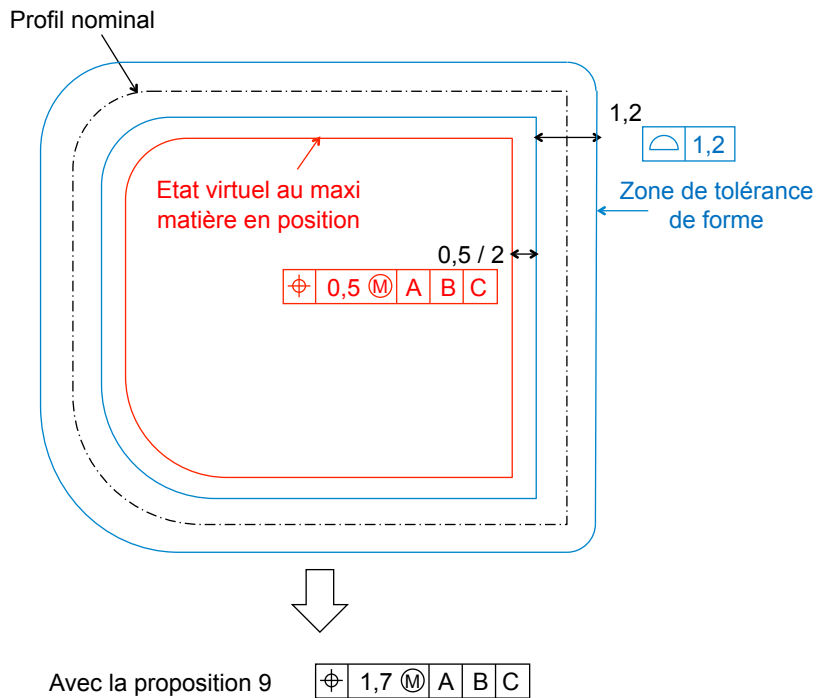 Profil nominal
1,2
⌓ 1,2
Etat virtuel au maxi
matière en position
Zone de tolérance
de forme
0,5 / 2
⌖ 0,5 Ⓜ A B C
Avec la proposition 9 ⌖ 1,7 Ⓜ A B C